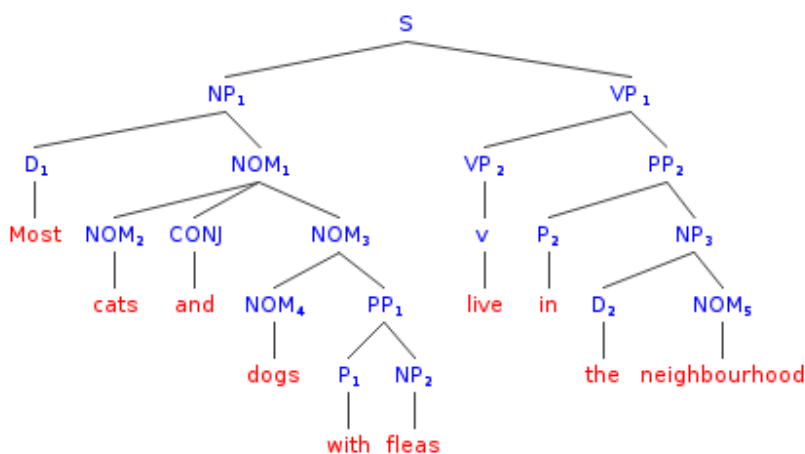 S
NP₁ VP₁
D₁ NOM₁ VP₂ PP₂
Most NOM₂ CONJ NOM₃ v P₂ NP₃
cats and NOM₄ PP₁ live in D₂ NOM₅
dogs P₁ NP₂ the neighbourhood
with fleas